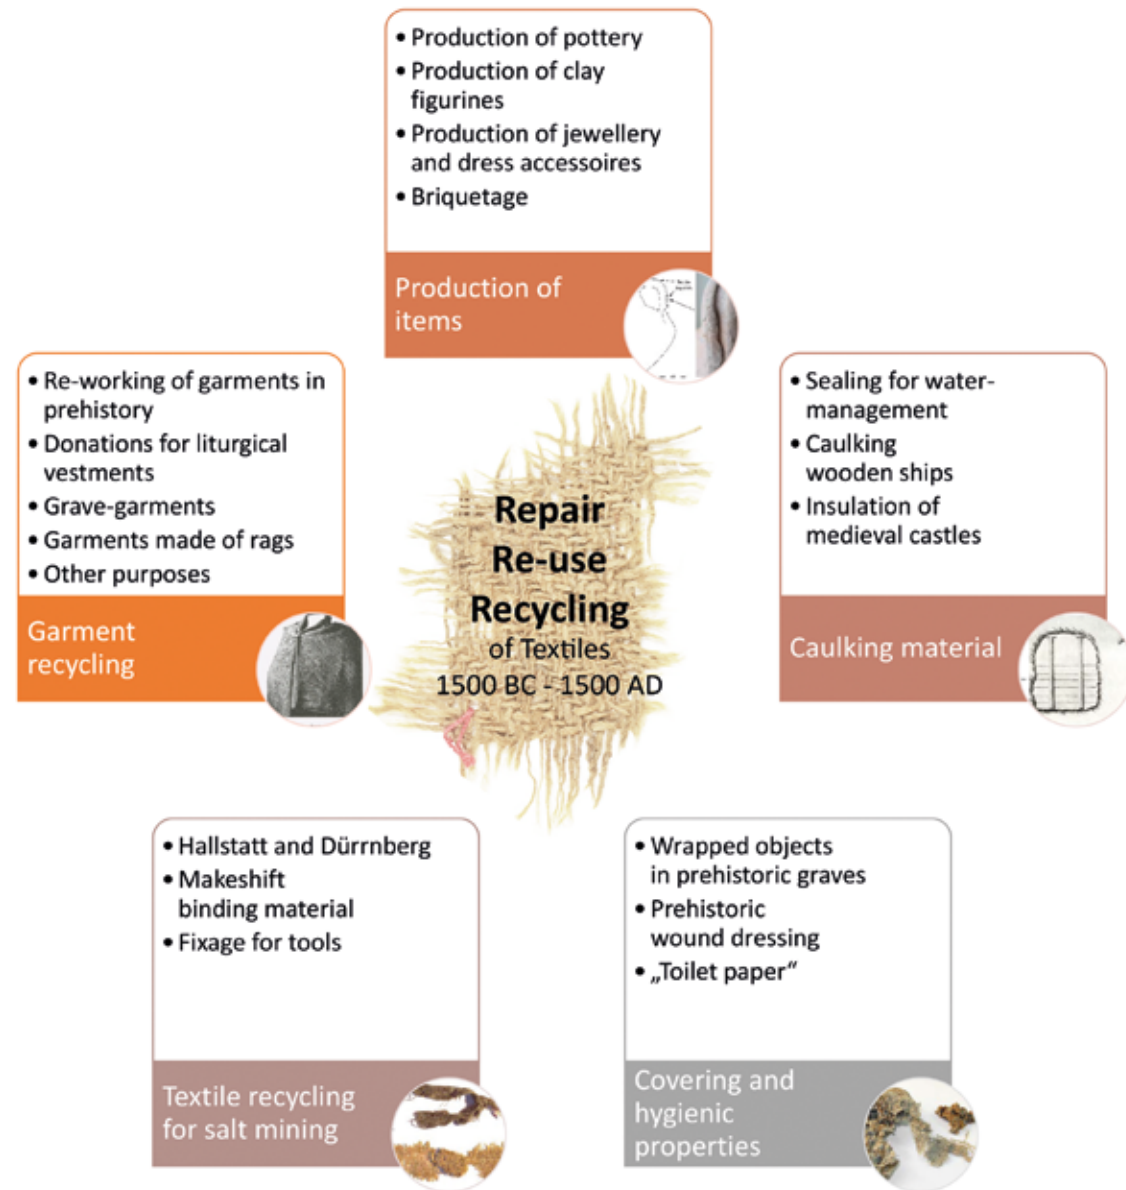 • Production of pottery
• Production of clay
figurines
• Production of jewellery
and dress accessoires
• Briquetage
Production of
items
• Re-working of garments in
prehistory
• Donations for liturgical
vestments
• Grave-garments
• Garments made of rags
• Other purposes
Garment
recycling
Repair
Re-use
Recycling
of Textiles
1500 BC - 1500 AD
• Sealing for water-
management
• Caulking
wooden ships
• Insulation of
medieval castles
Caulking material
• Hallstatt and Dürrnberg
• Makeshift
binding material
• Fixage for tools
Textile recycling
for salt mining
• Wrapped objects
in prehistoric graves
• Prehistoric
wound dressing
• „Toilet paper“
Covering and
hygienic
properties